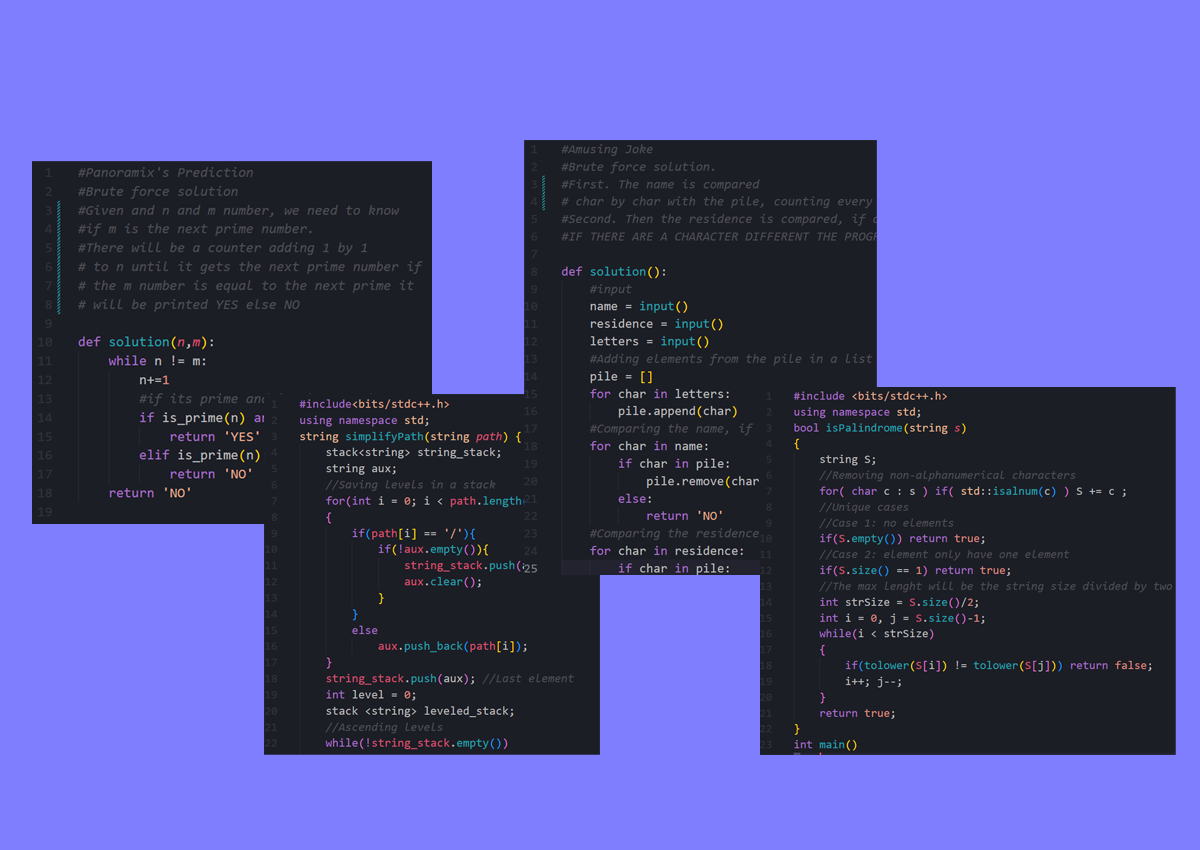 1 #Panoramix's Prediction
2 #Brute force solution
3 #Given and n and m number, we need to know
4 #if m is the next prime number.
5 #There will be a counter adding 1 by 1
6 # to n until it gets the next prime number if
7 # the m number is equal to the next prime it
8 # will be printed YES else NO
9
10 def solution(n,m):
11 while n != m:
12 n+=1
13 #if its prime and
14 if is_prime(n)
15 return 'YES'
16 elif is_prime(n)
17 return 'NO'
18 return 'NO'
19
1 #include<bits/stdc++.h>
2 using namespace std;
3 string simplifyPath(string path) {
4 stack<string> string_stack;
5 string aux;
6 //Saving levels in a stack
7 for(int i = 0; i < path.length
8 {
9 if(path[i] == '/'){
10 if(!aux.empty()){
11 string_stack.push(
12 aux.clear();
13 }
14 }
15 else
16 aux.push_back(path[i]);
17 }
18 string_stack.push(aux); //Last element
19 int level = 0;
20 stack <string> leveled_stack;
21 //Ascending levels
22 while(!string_stack.empty())
1 #Amusing Joke
2 #Brute force solution.
3 #First. The name is compared
4 # char by char with the pile, counting every
5 #Second. Then the residence is compared, if
6 #IF THERE ARE A CHARACTER DIFFERENT THE
7
8 def solution():
9 #input
10 name = input()
11 residence = input()
12 letters = input()
13 #Adding elements from the pile in a list
14 pile = []
15 for char in letters:
16 pile.append(char)
17 #Comparing the name, if
18 for char in name:
19 if char in pile:
20 pile.remove(char
21 else:
22 return 'NO'
23 #Comparing the residence
24 for char in residence:
25 if char in pile:
1 #include <bits/stdc++.h>
2 using namespace std;
3 bool isPalindrome(string s)
4 {
5 string S;
6 //Removing non-alphanumerical characters
7 for( char c : s ) if( std::isalnum(c) ) S += c ;
8 //Unique cases
9 //Case 1: no elements
10 if(S.empty()) return true;
11 //Case 2: element only have one element
12 if(S.size() == 1) return true;
13 //The max lenght will be the string size divided by two
14 int strSize = S.size()/2;
15 int i = 0, j = S.size()-1;
16 while(i < strSize)
17 {
18 if(tolower(S[i]) != tolower(S[j])) return false;
19 i++; j--;
20 }
21 return true;
22 }
23 int main()